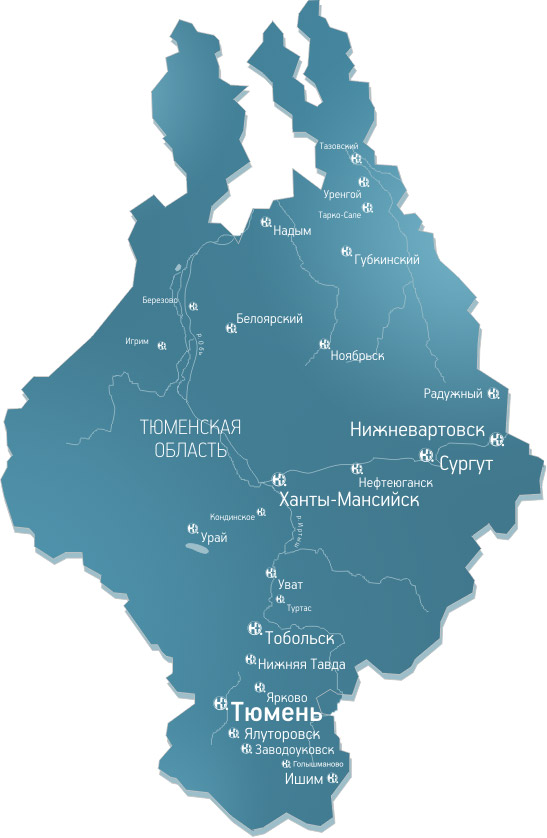 Тазовский
Уренгой
Тарко-Сале
Надым
Губкинский
Березово
Белоярский
Игрим
р.Обь
Ноябрьск
Радужный
ТЮМЕНСКАЯ
ОБЛАСТЬ
Нижневартовск
Сургут
Нефтеюганск
Ханты-Мансийск
Кондинское
р.Иртыш
Урай
Уват
Туртас
Тобольск
Нижняя Тавда
Ярково
Тюмень
Ялуторовск
Заводоуковск
Голышманово
Ишим